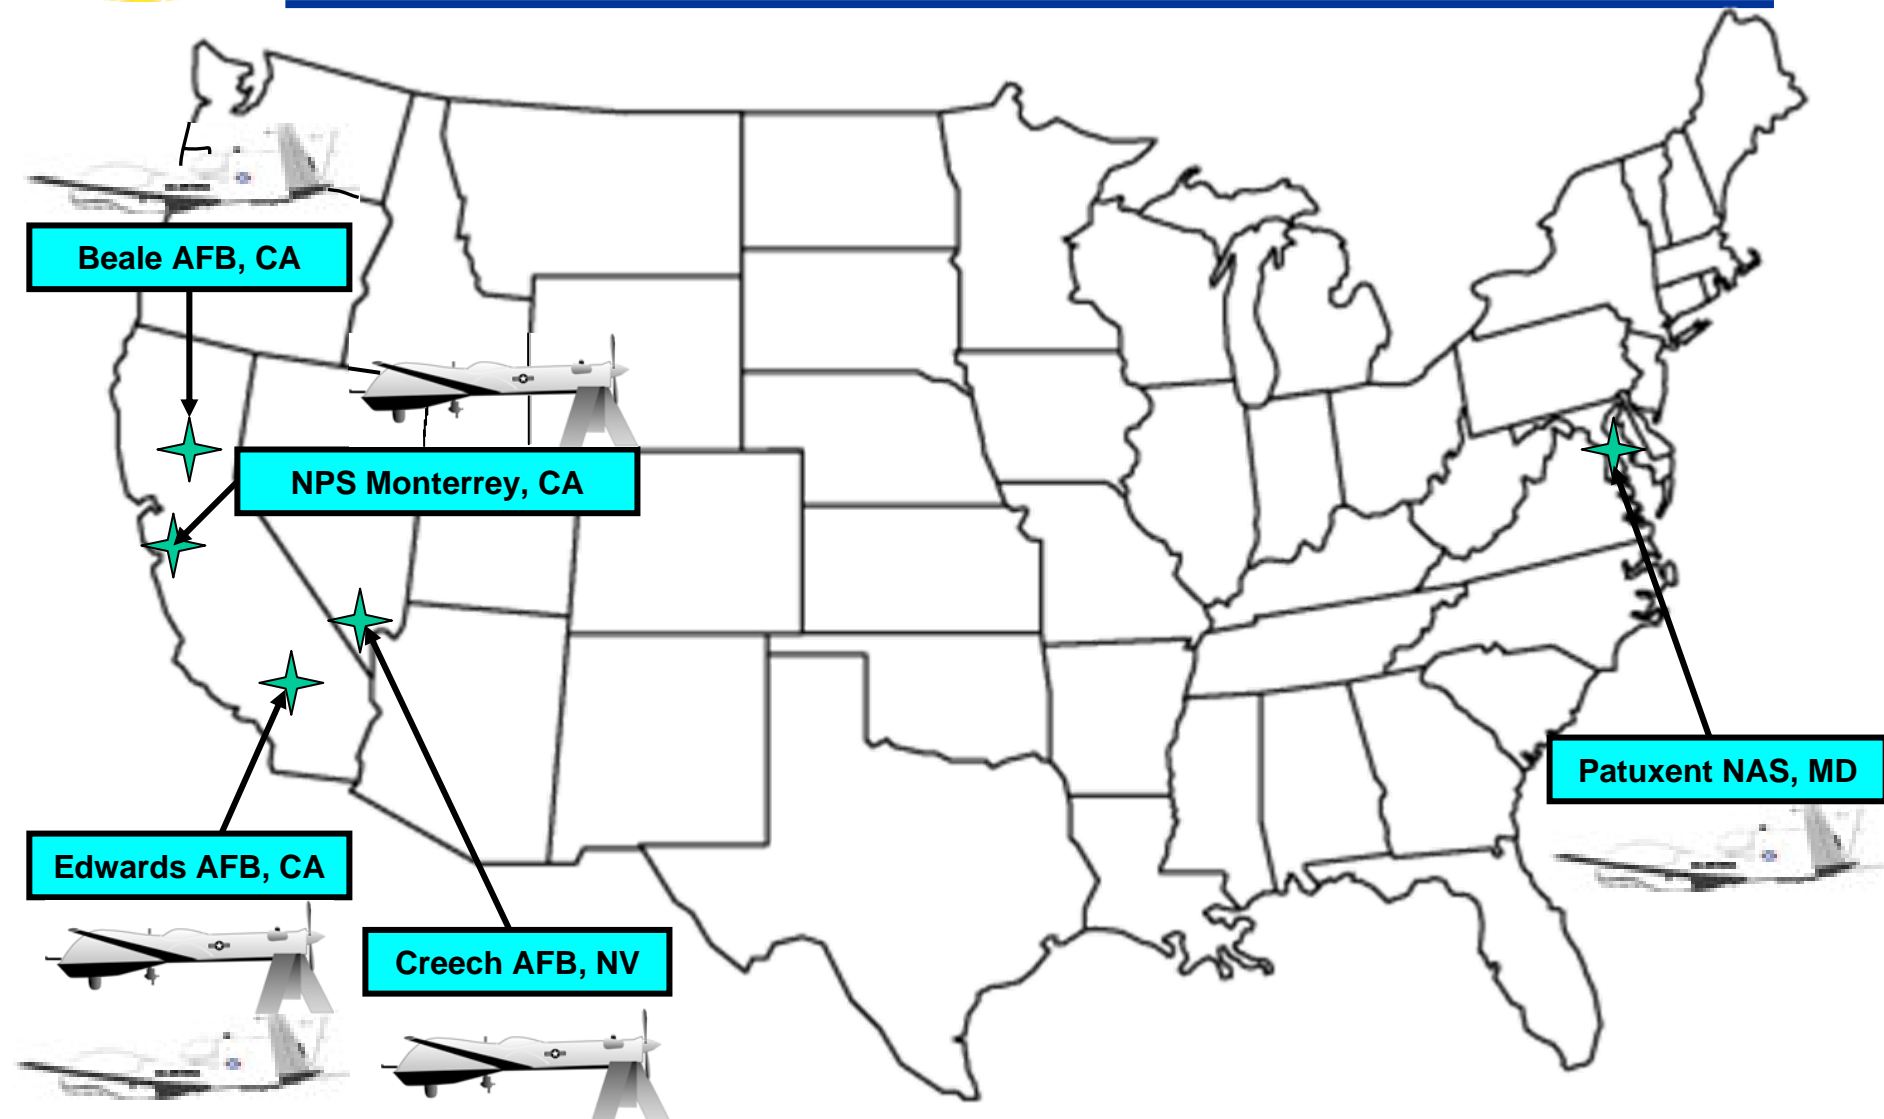 Beale AFB, CA
NPS Monterrey, CA
Patuxent NAS, MD
Edwards AFB, CA
Creech AFB, NV